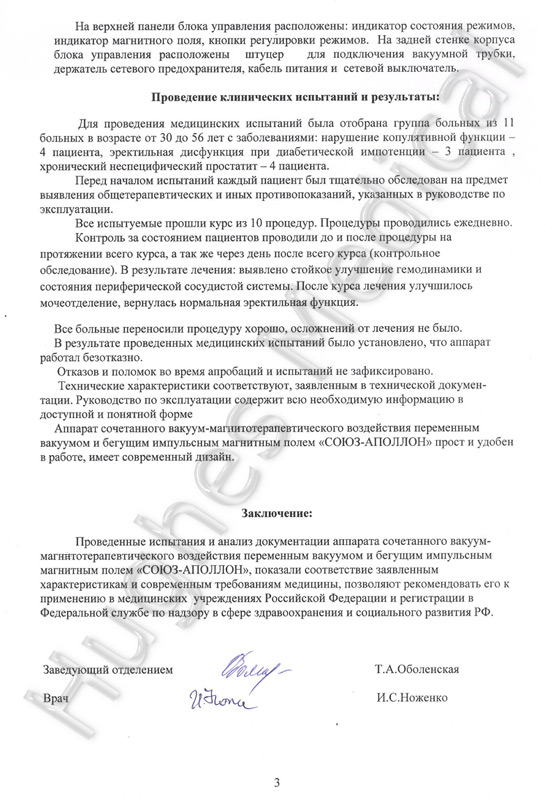 На верхней панели блока управления расположены: индикатор состояния режимов,
индикатор магнитного поля, кнопки регулировки режимов. На задней стенке корпуса
блока управления расположены штуцер для подключения вакуумной трубки,
держатель сетевого предохранителя, кабель питания и сетевой выключатель.
Проведение клинических испытаний и результаты:
Для проведения медицинских испытаний была отобрана группа больных из 11
больных в возрасте от 30 до 56 лет с заболеваниями: нарушение копулятивной функции –
4 пациента, эректильная дисфункция при диабетической импотенции – 3 пациента ,
хронический неспецифический простатит – 4 пациента.
Перед началом испытаний каждый пациент был тщательно обследован на предмет
выявления общетерапевтических и иных противопоказаний, указанных в руководстве по
эксплуатации.
Все испытуемые прошли курс из 10 процедур. Процедуры проводились ежедневно.
Контроль за состоянием пациентов проводили до и после процедуры на
протяжении всего курса, а так же через день после всего курса (контрольное
обследование). В результате лечения: выявлено стойкое улучшение гемодинамики и
состояния периферической сосудистой системы. После курса лечения улучшилось
мочеотделение, вернулась нормальная эректильная функция.
Все больные переносили процедуру хорошо, осложнений от лечения не было.
В результате проведенных медицинских испытаний было установлено, что аппарат
работал безотказно.
Отказов и поломок во время апробаций и испытаний не зафиксировано.
Технические характеристики соответствуют, заявленным в технической докумен-
тации. Руководство по эксплуатации содержит всю необходимую информацию в
доступной и понятной форме
Аппарат сочетанного вакуум-магнитотерапевтического воздействия переменным
вакуумом и бегущим импульсным магнитным полем «СОЮЗ-АПОЛЛОН» прост и удобен
в работе, имеет современный дизайн.
Заключение:
Проведенные испытания и анализ документации аппарата сочетанного вакуум-
магнитотерапевтического воздействия переменным вакуумом и бегущим импульсным
магнитным полем «СОЮЗ-АПОЛЛОН», показали соответствие заявленным
характеристикам и современным требованиям медицины, позволяют рекомендовать его к
применению в медицинских учреждениях Российской Федерации и регистрации в
Федеральной службе по надзору в сфере здравоохранения и социального развития РФ.
Заведующий отделением Т.А.Оболенская
Врач И.С.Ноженко
3
Hughes Medical